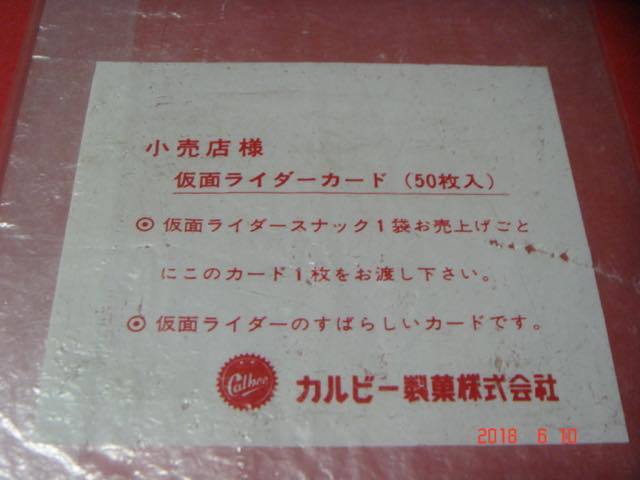 小売店様
仮面ライダーカード（50枚入）
◉ 仮面ライダースナック1袋お売上げごと
にこのカード1枚をお渡し下さい。
◉ 仮面ライダーのすばらしいカードです。
Calbee カルビー製菓株式会社
2018 6 10